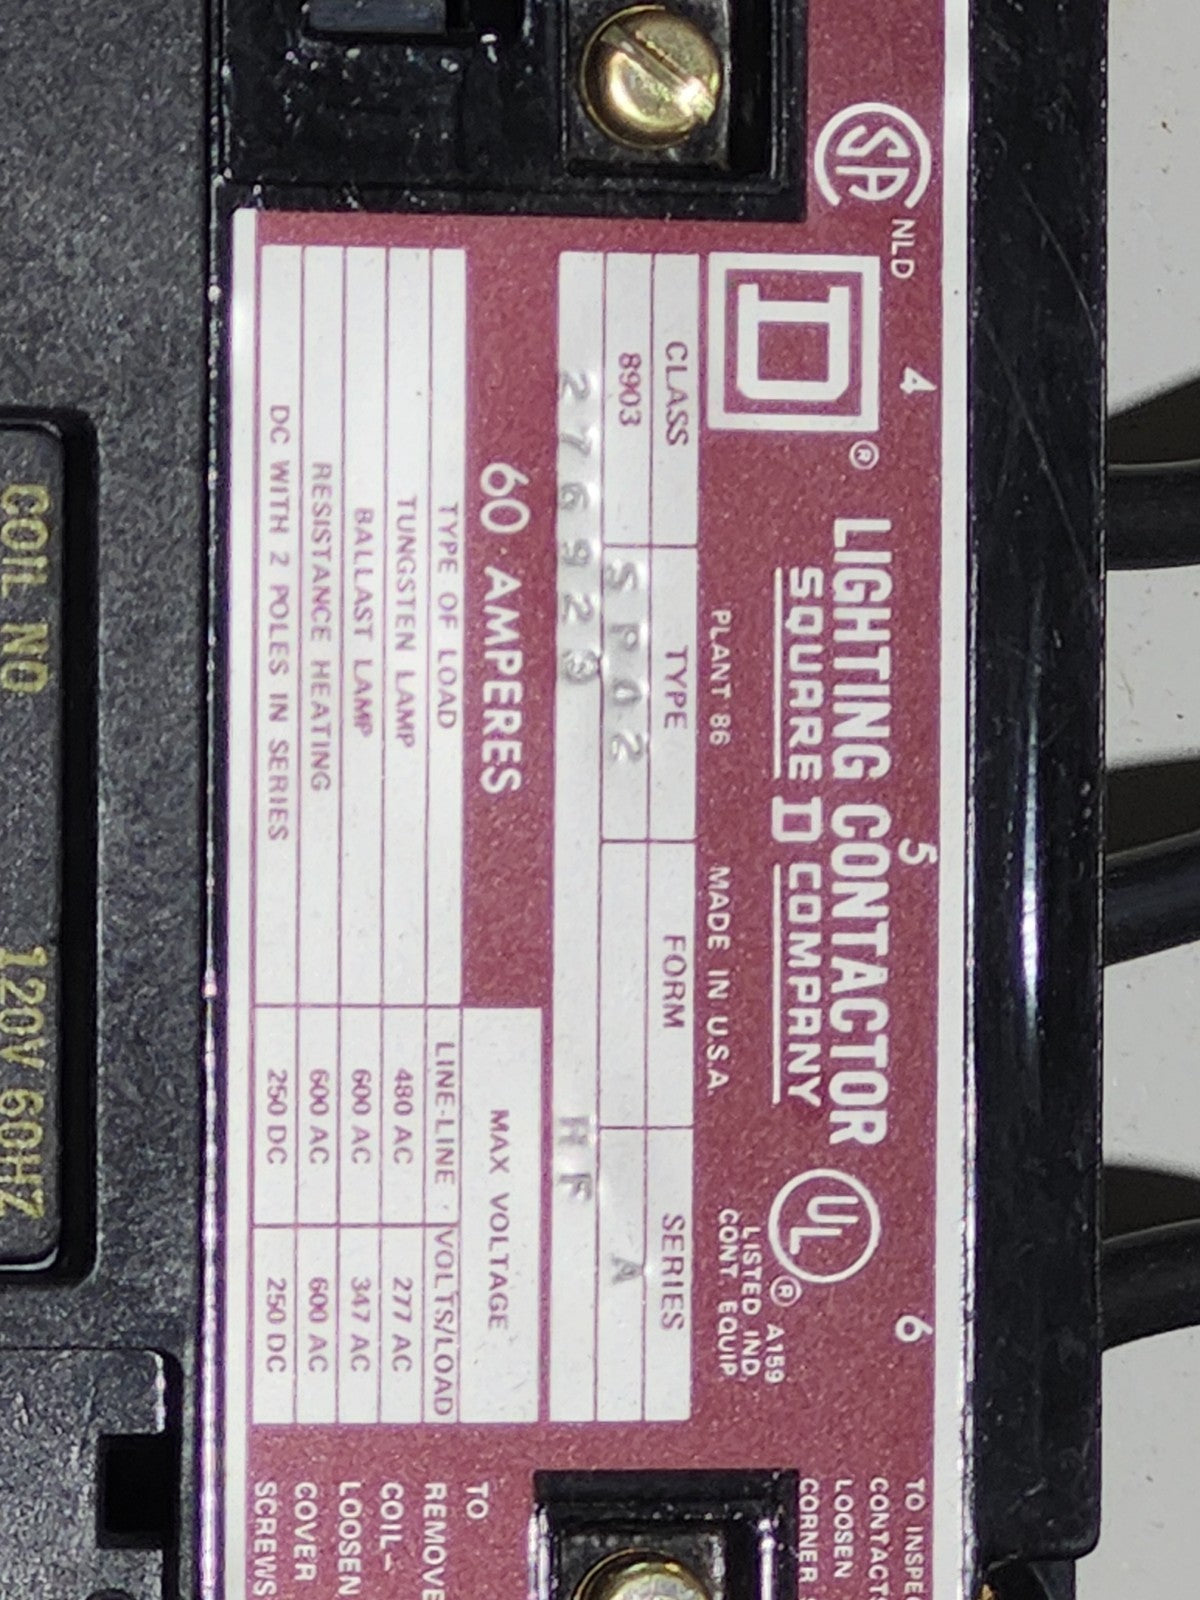 4 5 6
SA
NLD
D®
LIGHTING CONTACTOR
SQUARE D COMPANY
UL® A159
LISTED IND.
CONT. EQUIP.
PLANT 86 MADE IN U.S.A.
TO INSPEC
CONTACTS
LOOSEN
CORNER S
CLASS TYPE FORM SERIES
8903 SPO2 A
60 AMPERES
MAX VOLTAGE
TYPE OF LOAD LINE-LINE VOLTS/LOAD
TUNGSTEN LAMP 480 AC 277 AC
BALLAST LAMP 600 AC 347 AC
RESISTANCE HEATING 600 AC 600 AC
DC WITH 2 POLES IN SERIES 250 DC 250 DC
TO
REMOVE
COIL-
LOOSEN
COVER
SCREWS
COIL NO 120V 60HZ